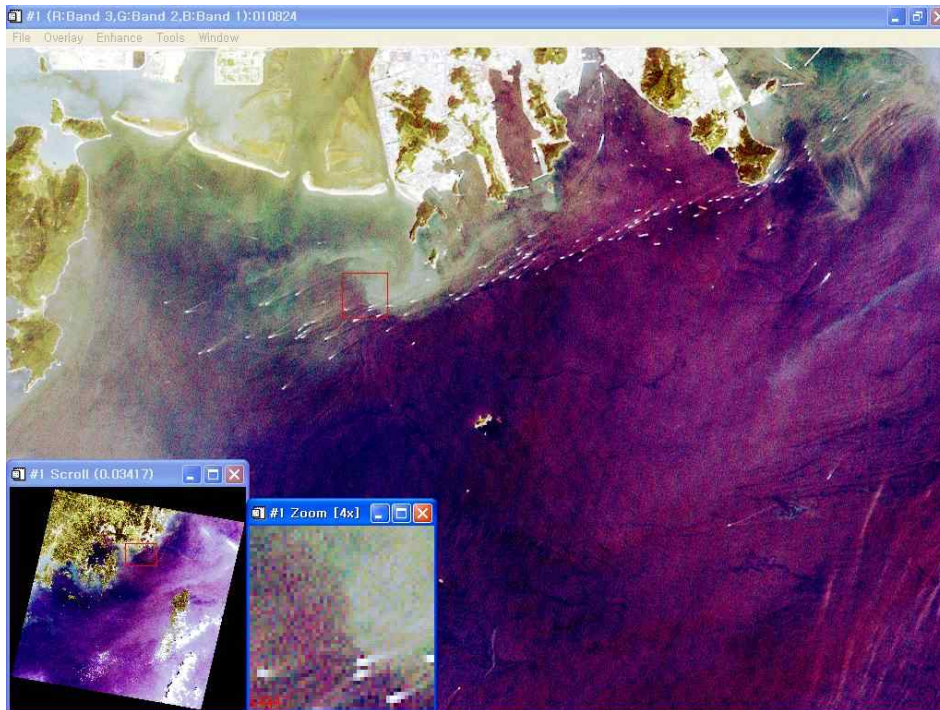 #1 (R:Band 3,G:Band 2,B:Band 1):010824
File Overlay Enhance Tools Window
#1 Scroll (0.03417)
#1 Zoom [4x]